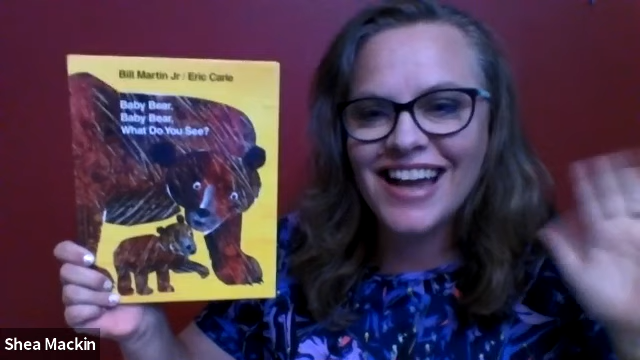 Bill Martin Jr / Eric Carle
Baby Bear,
Baby Bear,
What Do You See?
Shea Mackin